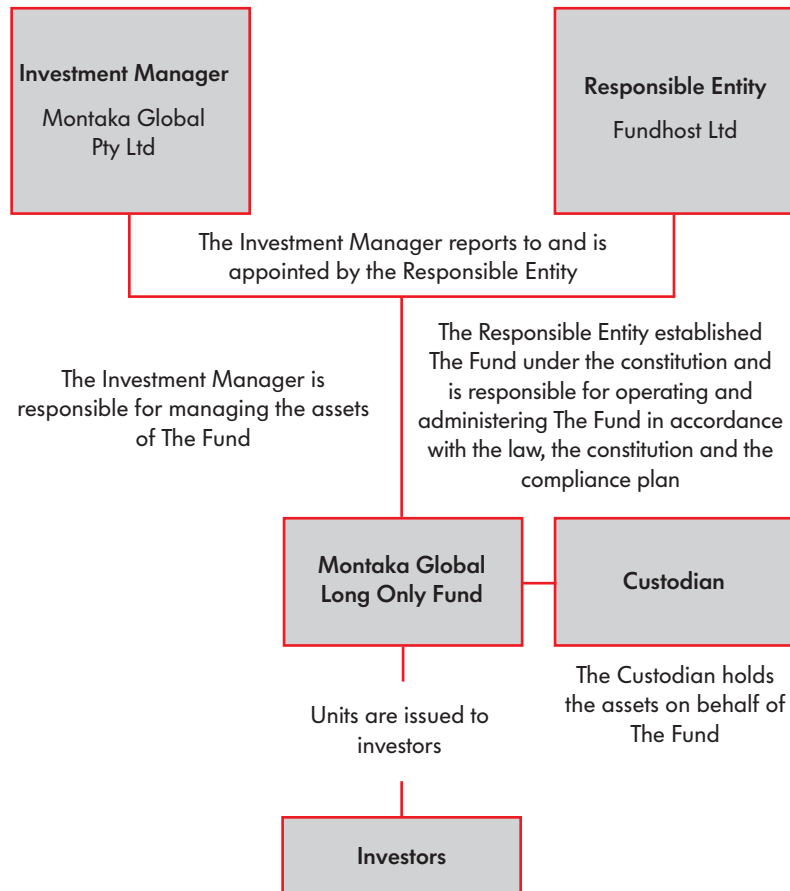 Investment Manager
Montaka Global
Pty Ltd
Responsible Entity
Fundhost Ltd
The Investment Manager reports to and is
appointed by the Responsible Entity
The Investment Manager is
responsible for managing the assets
of The Fund
The Responsible Entity established
The Fund under the constitution and
is responsible for operating and
administering The Fund in accordance
with the law, the constitution and the
compliance plan
Montaka Global
Long Only Fund
Custodian
The Custodian holds
the assets on behalf of
The Fund
Units are issued to
investors
Investors